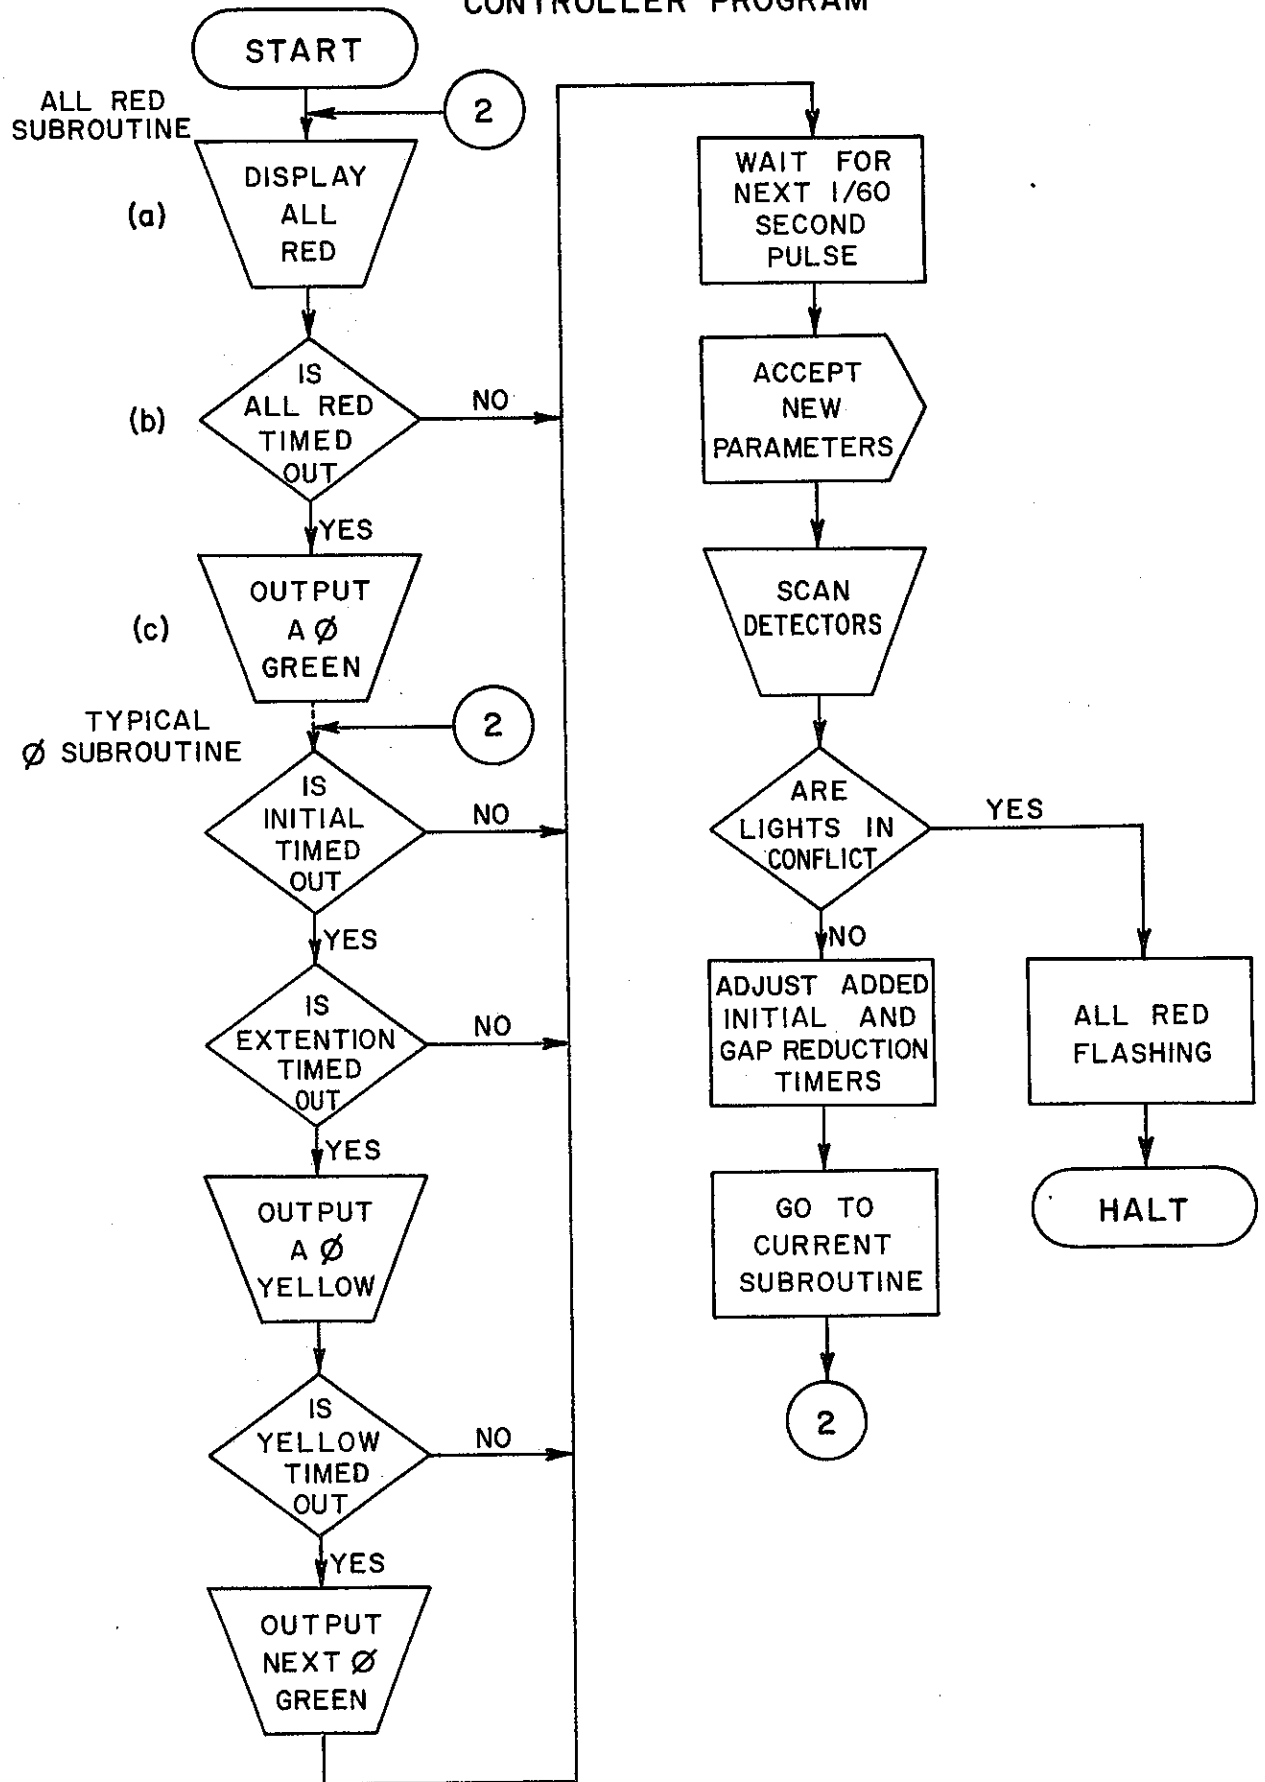 CONTROLLER PROGRAM
START
2
ALL RED
SUBROUTINE
DISPLAY
ALL
RED
(a)
IS
ALL RED
TIMED
OUT
(b)
NO
YES
OUTPUT
A Ø
GREEN
(c)
TYPICAL
Ø SUBROUTINE
2
IS
INITIAL
TIMED
OUT
NO
YES
IS
EXTENTION
TIMED
OUT
NO
YES
OUTPUT
A Ø
YELLOW
IS
YELLOW
TIMED
OUT
NO
YES
OUTPUT
NEXT Ø
GREEN
WAIT FOR
NEXT 1/60
SECOND
PULSE
ACCEPT
NEW
PARAMETERS
SCAN
DETECTORS
ARE
LIGHTS IN
CONFLICT
YES
NO
ADJUST ADDED
INITIAL AND
GAP REDUCTION
TIMERS
ALL RED
FLASHING
GO TO
CURRENT
SUBROUTINE
HALT
2